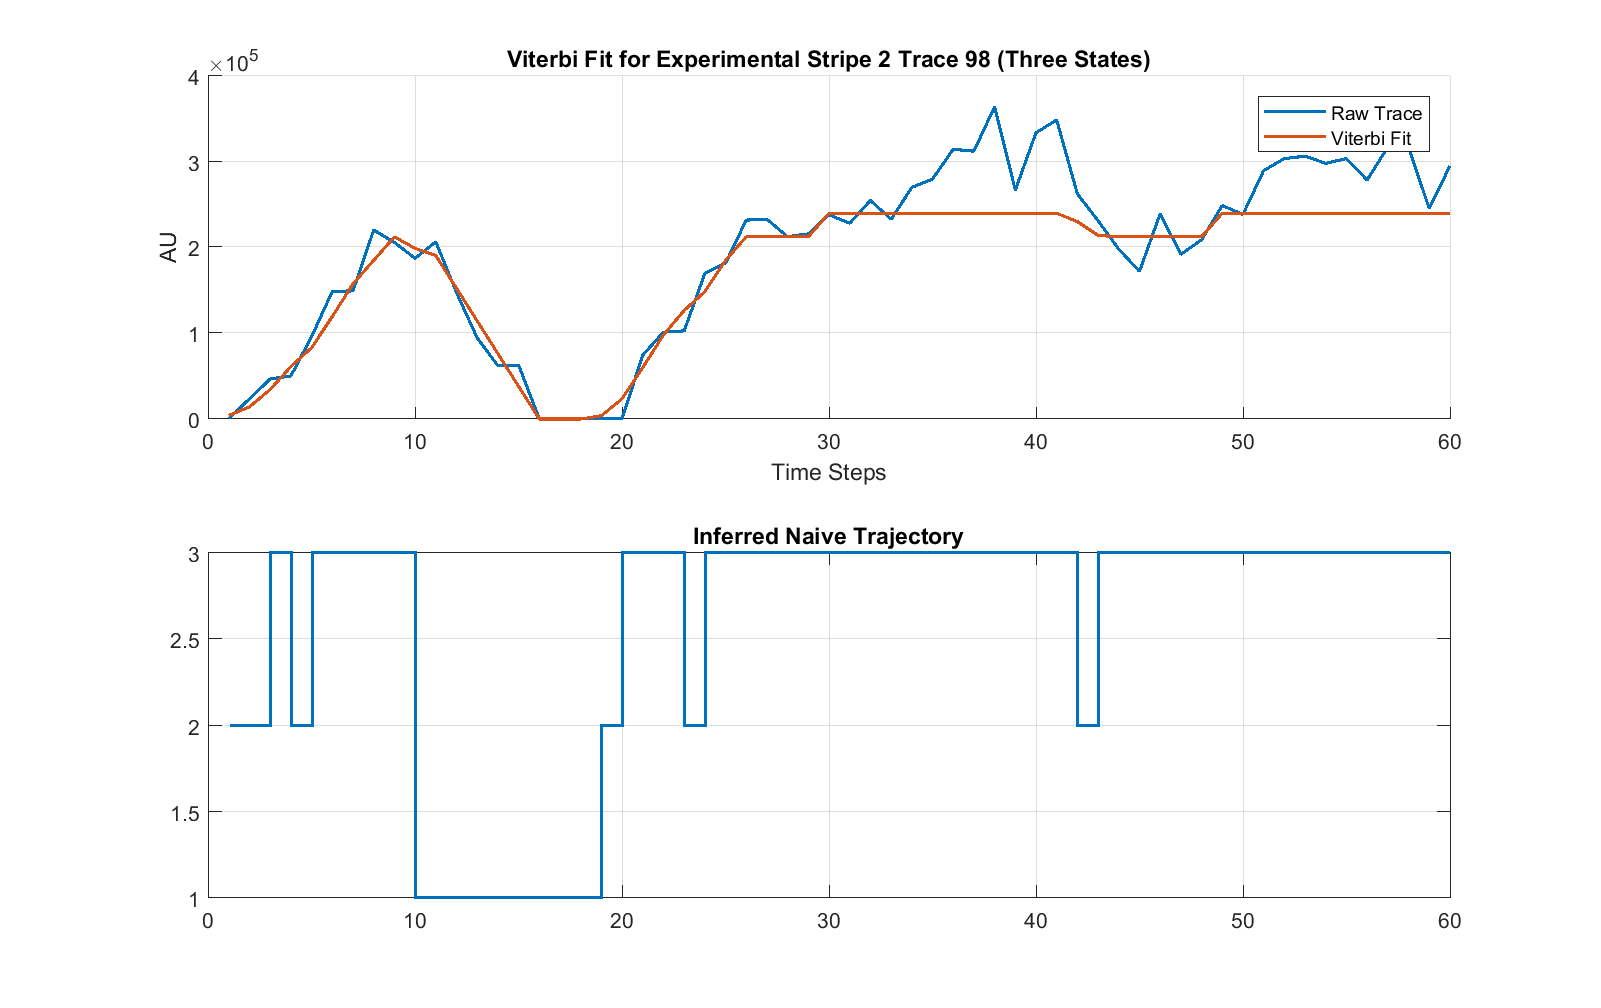 Viterbi Fit for Experimental Stripe 2 Trace 98 (Three States)
×10⁵
4
3
2
1
0
AU
Raw Trace
Viterbi Fit
0 10 20 30 40 50 60
Time Steps
Inferred Naive Trajectory
3
2.5
2
1.5
1
0 10 20 30 40 50 60